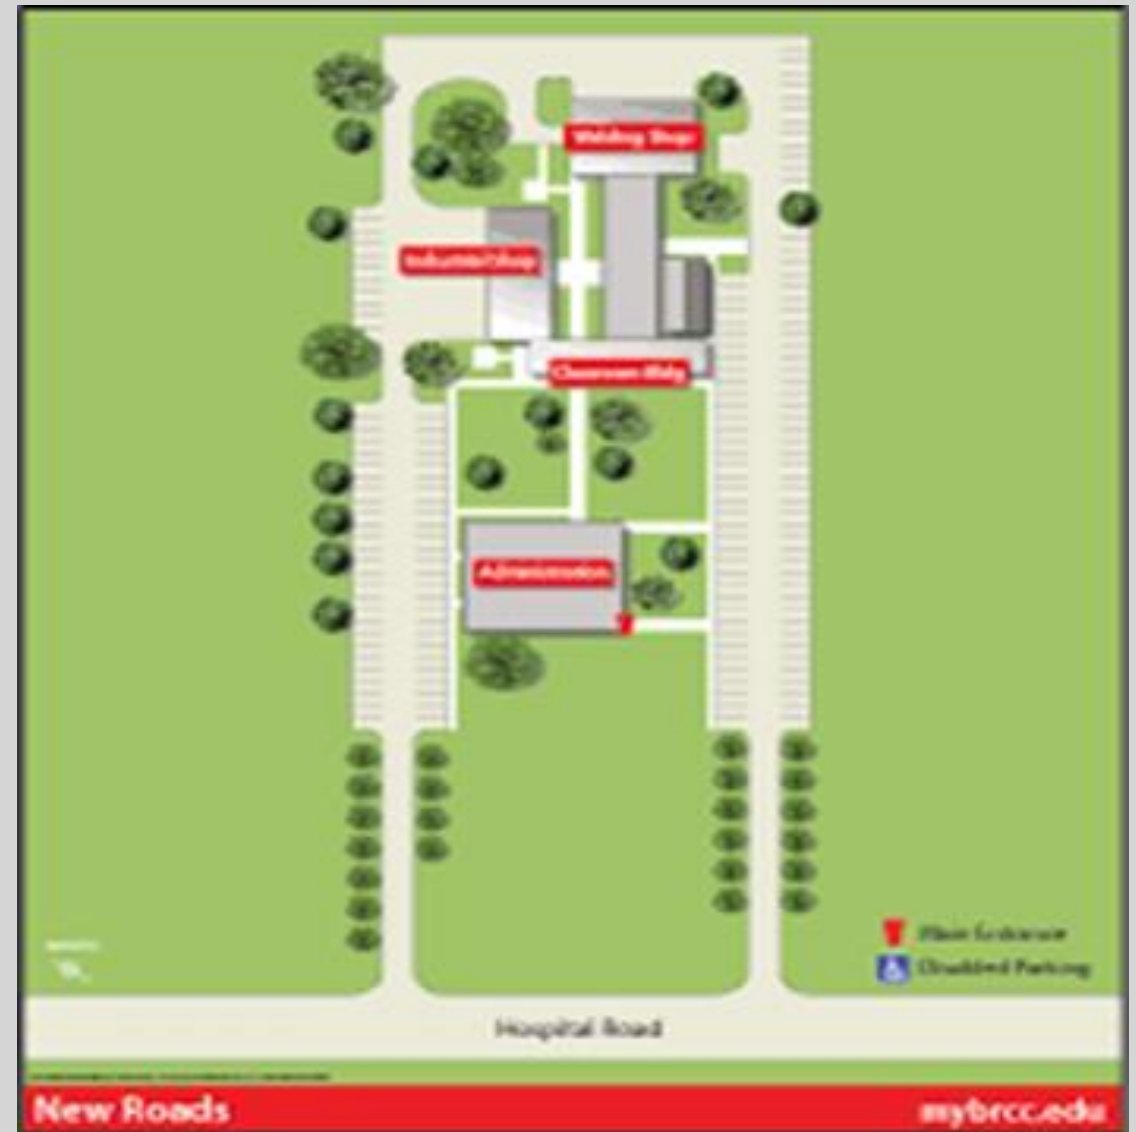 Welding Shop
Industrial Shop
Classroom Bldg
Administration
Main Entrance
Disabled Parking
Hospital Road
New Roads
mybrcc.edu